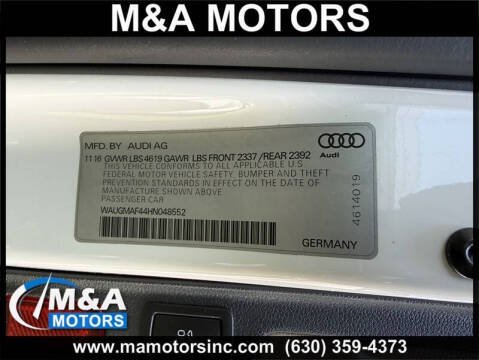 M&A MOTORS
MFD. BY AUDI AG
Audi
11 16 GVWR LBS 4619 GAWR LBS FRONT 2337 / REAR 2392
THIS VEHICLE CONFORMS TO ALL APPLICABLE U.S
FEDERAL MOTOR VEHICLE SAFETY, BUMPER AND THEFT
PREVENTION STANDARDS IN EFFECT ON THE DATE OF
MANUFACTURE SHOWN ABOVE
PASSENGER CAR
WAUGMAF44HN048552
4614019
GERMANY
M&A
MOTORS
www.mamotorsinc.com (630) 359-4373